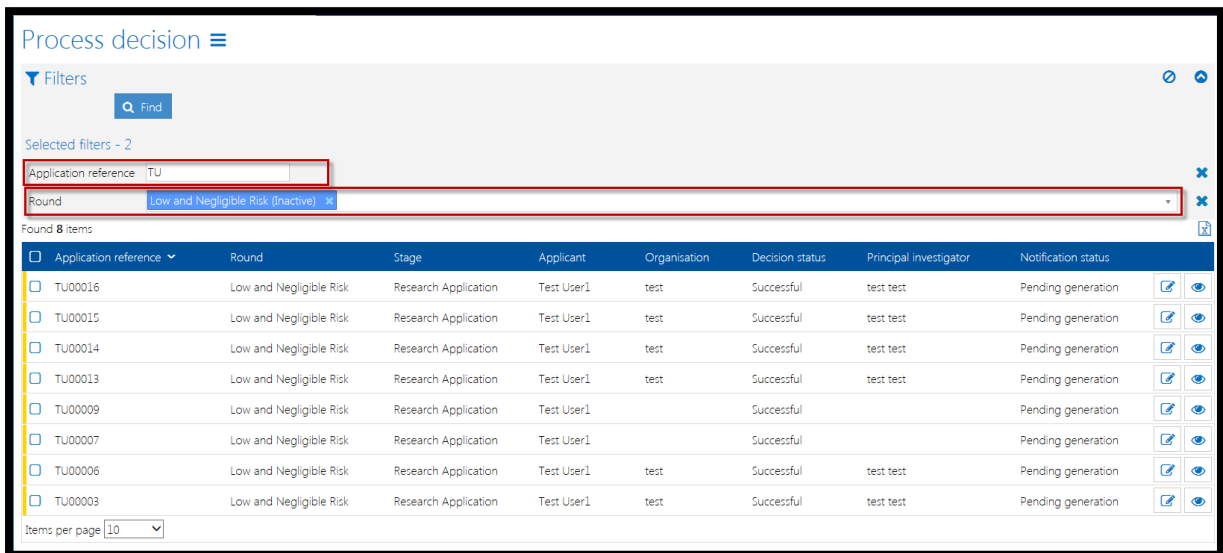 Process decision
Filters
Find
Selected filters - 2
Application reference TU
Round Low and Negligible Risk (Inactive)
Found 8 items
Application reference Round Stage Applicant Organisation Decision status Principal investigator Notification status
TU00016 Low and Negligible Risk Research Application Test User1 test Successful test test Pending generation
TU00015 Low and Negligible Risk Research Application Test User1 test Successful test test Pending generation
TU00014 Low and Negligible Risk Research Application Test User1 test Successful test test Pending generation
TU00013 Low and Negligible Risk Research Application Test User1 test Successful test test Pending generation
TU00009 Low and Negligible Risk Research Application Test User1 Successful Pending generation
TU00007 Low and Negligible Risk Research Application Test User1 Successful Pending generation
TU00006 Low and Negligible Risk Research Application Test User1 test Successful test test Pending generation
TU00003 Low and Negligible Risk Research Application Test User1 test Successful test test Pending generation
Items per page 10